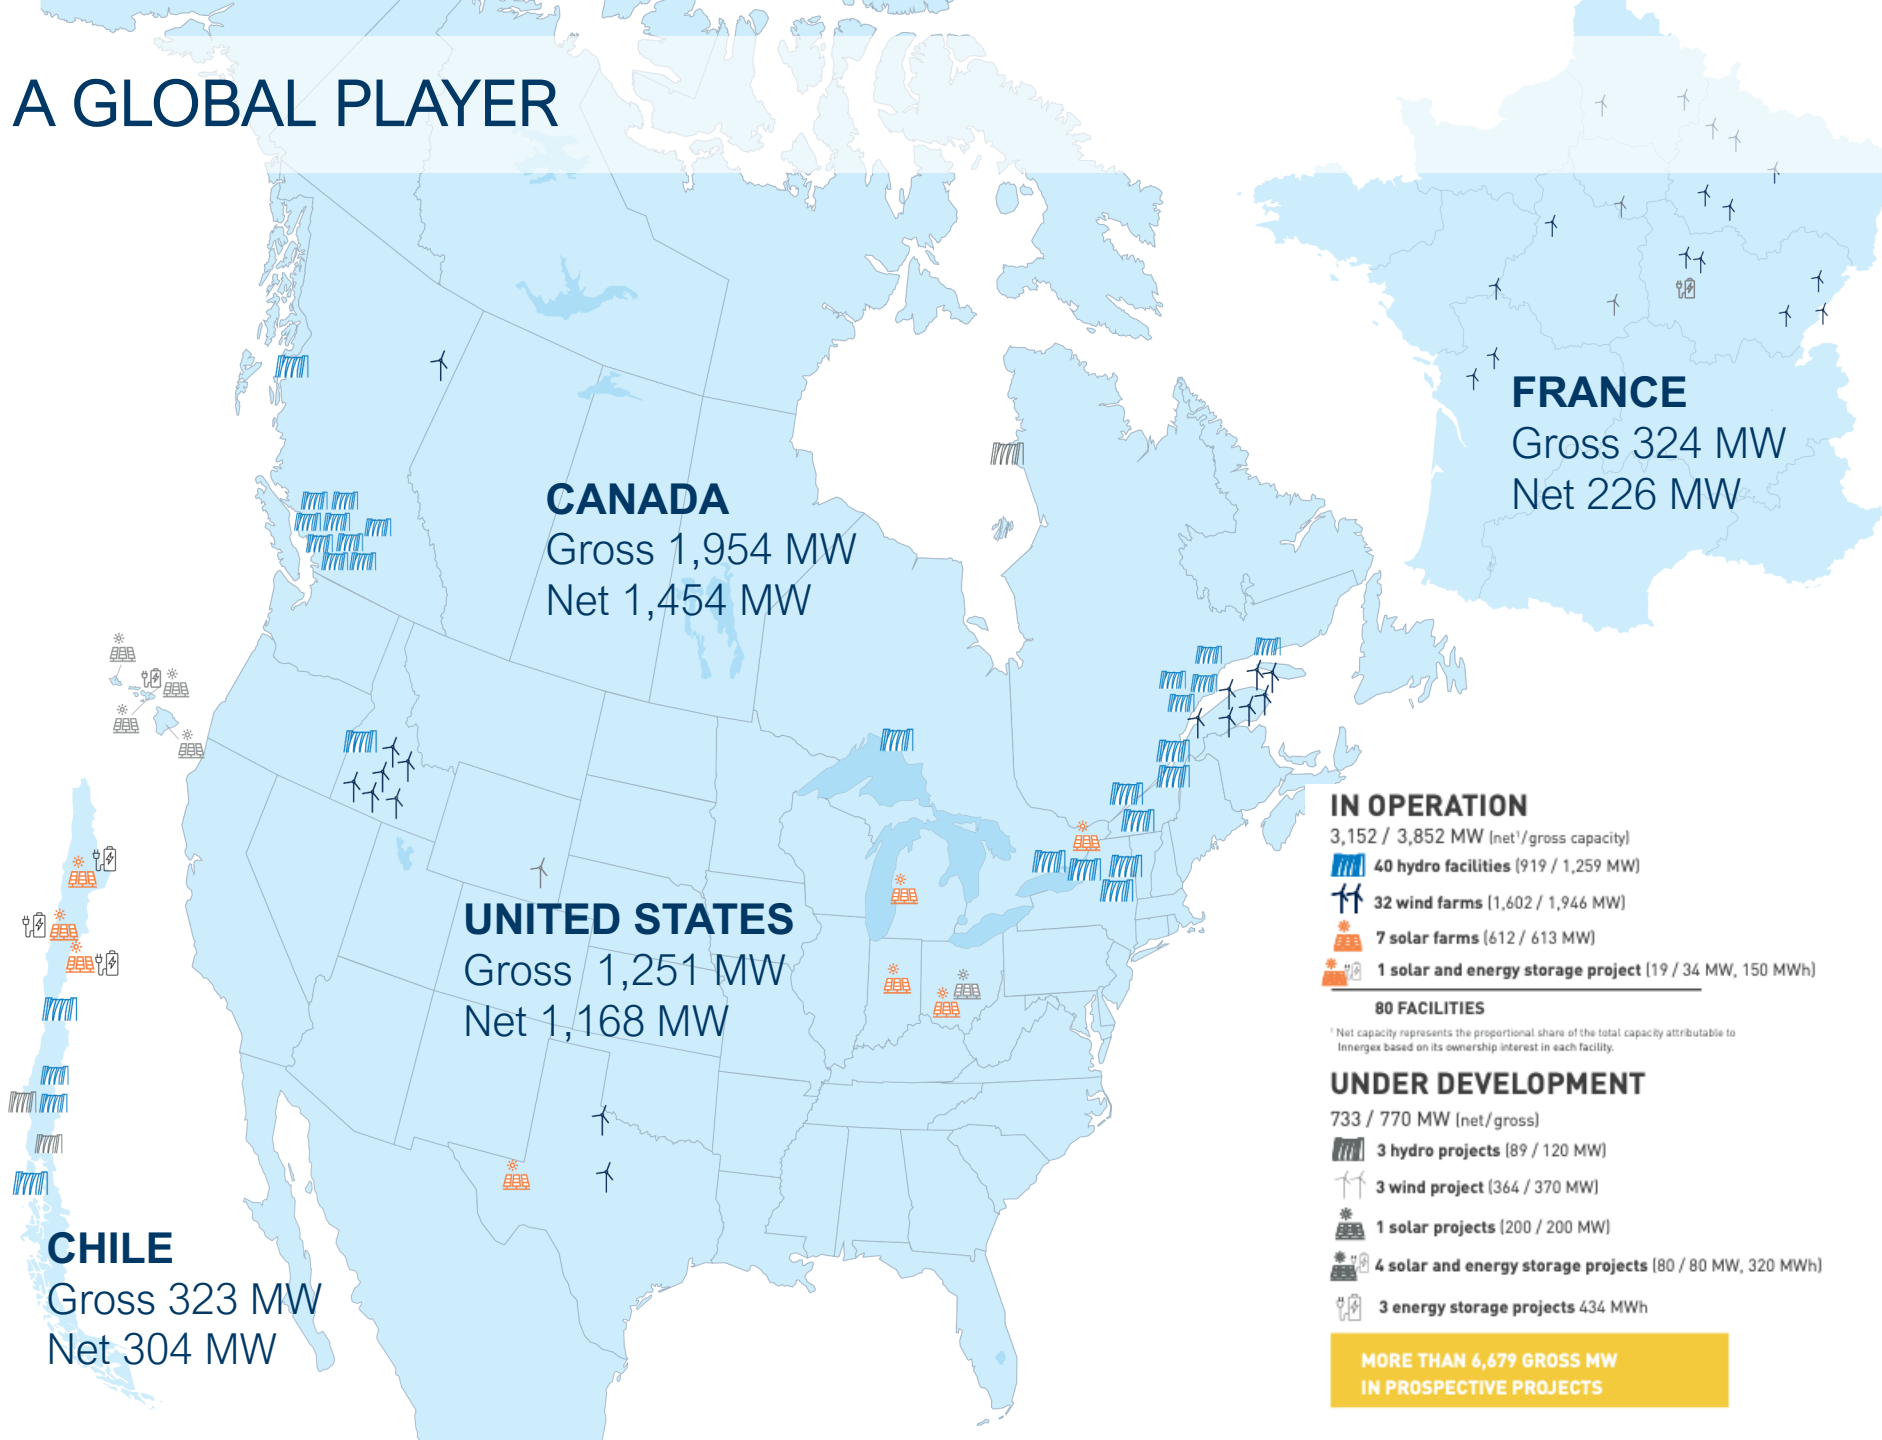 A GLOBAL PLAYER
FRANCE
Gross 324 MW
Net 226 MW
CANADA
Gross 1,954 MW
Net 1,454 MW
UNITED STATES
Gross 1,251 MW
Net 1,168 MW
CHILE
Gross 323 MW
Net 304 MW
IN OPERATION
3,152 / 3,852 MW (net¹/gross capacity)
40 hydro facilities (919 / 1,259 MW)
32 wind farms (1,602 / 1,946 MW)
7 solar farms (612 / 613 MW)
1 solar and energy storage project (19 / 34 MW, 150 MWh)
80 FACILITIES
¹ Net capacity represents the proportional share of the total capacity attributable to
Innergex based on its ownership interest in each facility.
UNDER DEVELOPMENT
733 / 770 MW (net/gross)
3 hydro projects (89 / 120 MW)
3 wind project (364 / 370 MW)
1 solar projects (200 / 200 MW)
4 solar and energy storage projects (80 / 80 MW, 320 MWh)
3 energy storage projects 434 MWh
MORE THAN 6,679 GROSS MW
IN PROSPECTIVE PROJECTS